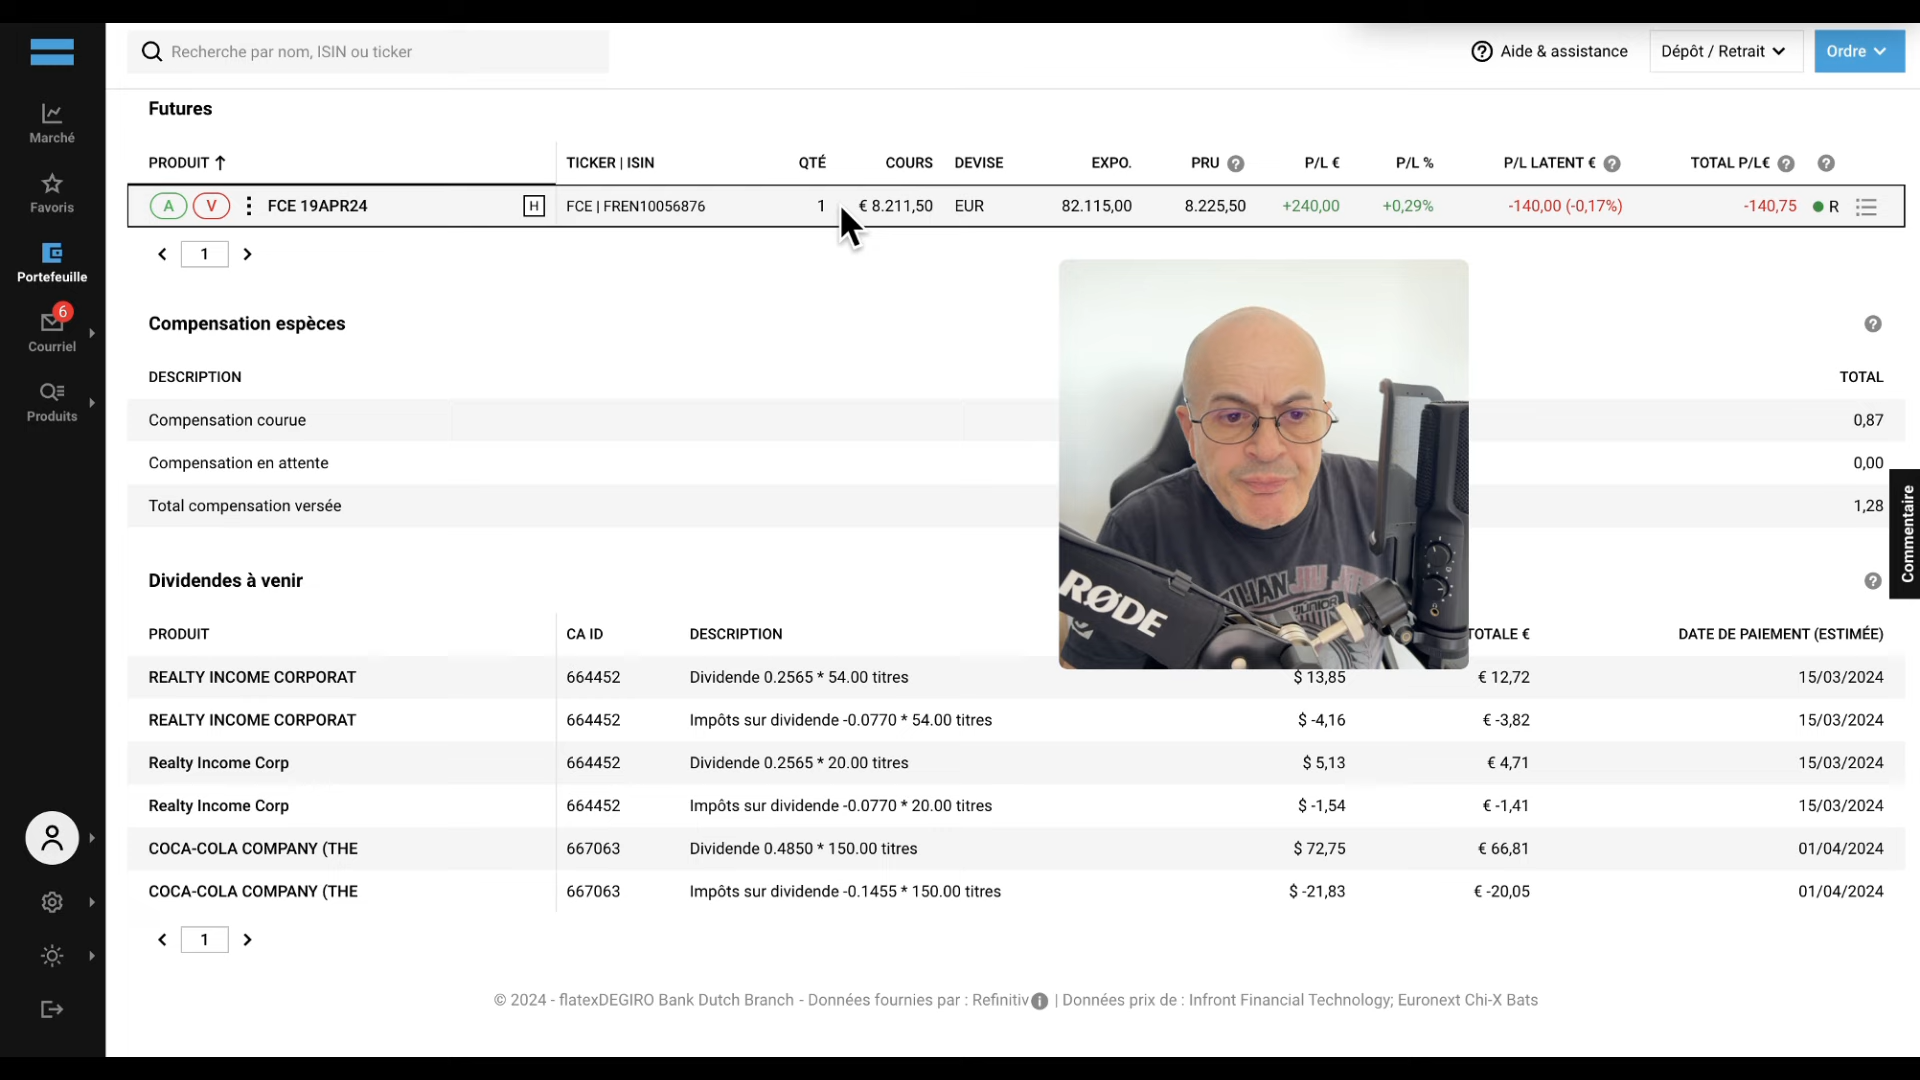 Recherche par nom, ISIN ou ticker
Aide & assistance
Dépôt / Retrait
Ordre
Marché
Favoris
Portefeuille
6
Courriel
Produits
Futures
PRODUIT TICKER | ISIN QTÉ COURS DEVISE EXPO. PRU P/L € P/L % P/L LATENT € TOTAL P/L€
A V FCE 19APR24 H FCE | FREN10056876 1 € 8.211,50 EUR 82.115,00 8.225,50 +240,00 +0,29% -140,00 (-0,17%) -140,75 R
1
Compensation espèces
DESCRIPTION TOTAL
Compensation courue 0,87
Compensation en attente 0,00
Total compensation versée 1,28
Commentaire
RØDE
JUNIOR
Dividendes à venir
PRODUIT CA ID DESCRIPTION TOTALE € DATE DE PAIEMENT (ESTIMÉE)
REALTY INCOME CORPORAT 664452 Dividende 0.2565 * 54.00 titres $ 13,85 € 12,72 15/03/2024
REALTY INCOME CORPORAT 664452 Impôts sur dividende -0.0770 * 54.00 titres $ -4,16 € -3,82 15/03/2024
Realty Income Corp 664452 Dividende 0.2565 * 20.00 titres $ 5,13 € 4,71 15/03/2024
Realty Income Corp 664452 Impôts sur dividende -0.0770 * 20.00 titres $ -1,54 € -1,41 15/03/2024
COCA-COLA COMPANY (THE 667063 Dividende 0.4850 * 150.00 titres $ 72,75 € 66,81 01/04/2024
COCA-COLA COMPANY (THE 667063 Impôts sur dividende -0.1455 * 150.00 titres $ -21,83 € -20,05 01/04/2024
1
© 2024 - flatexDEGIRO Bank Dutch Branch - Données fournies par : Refinitiv | Données prix de : Infront Financial Technology; Euronext Chi-X Bats